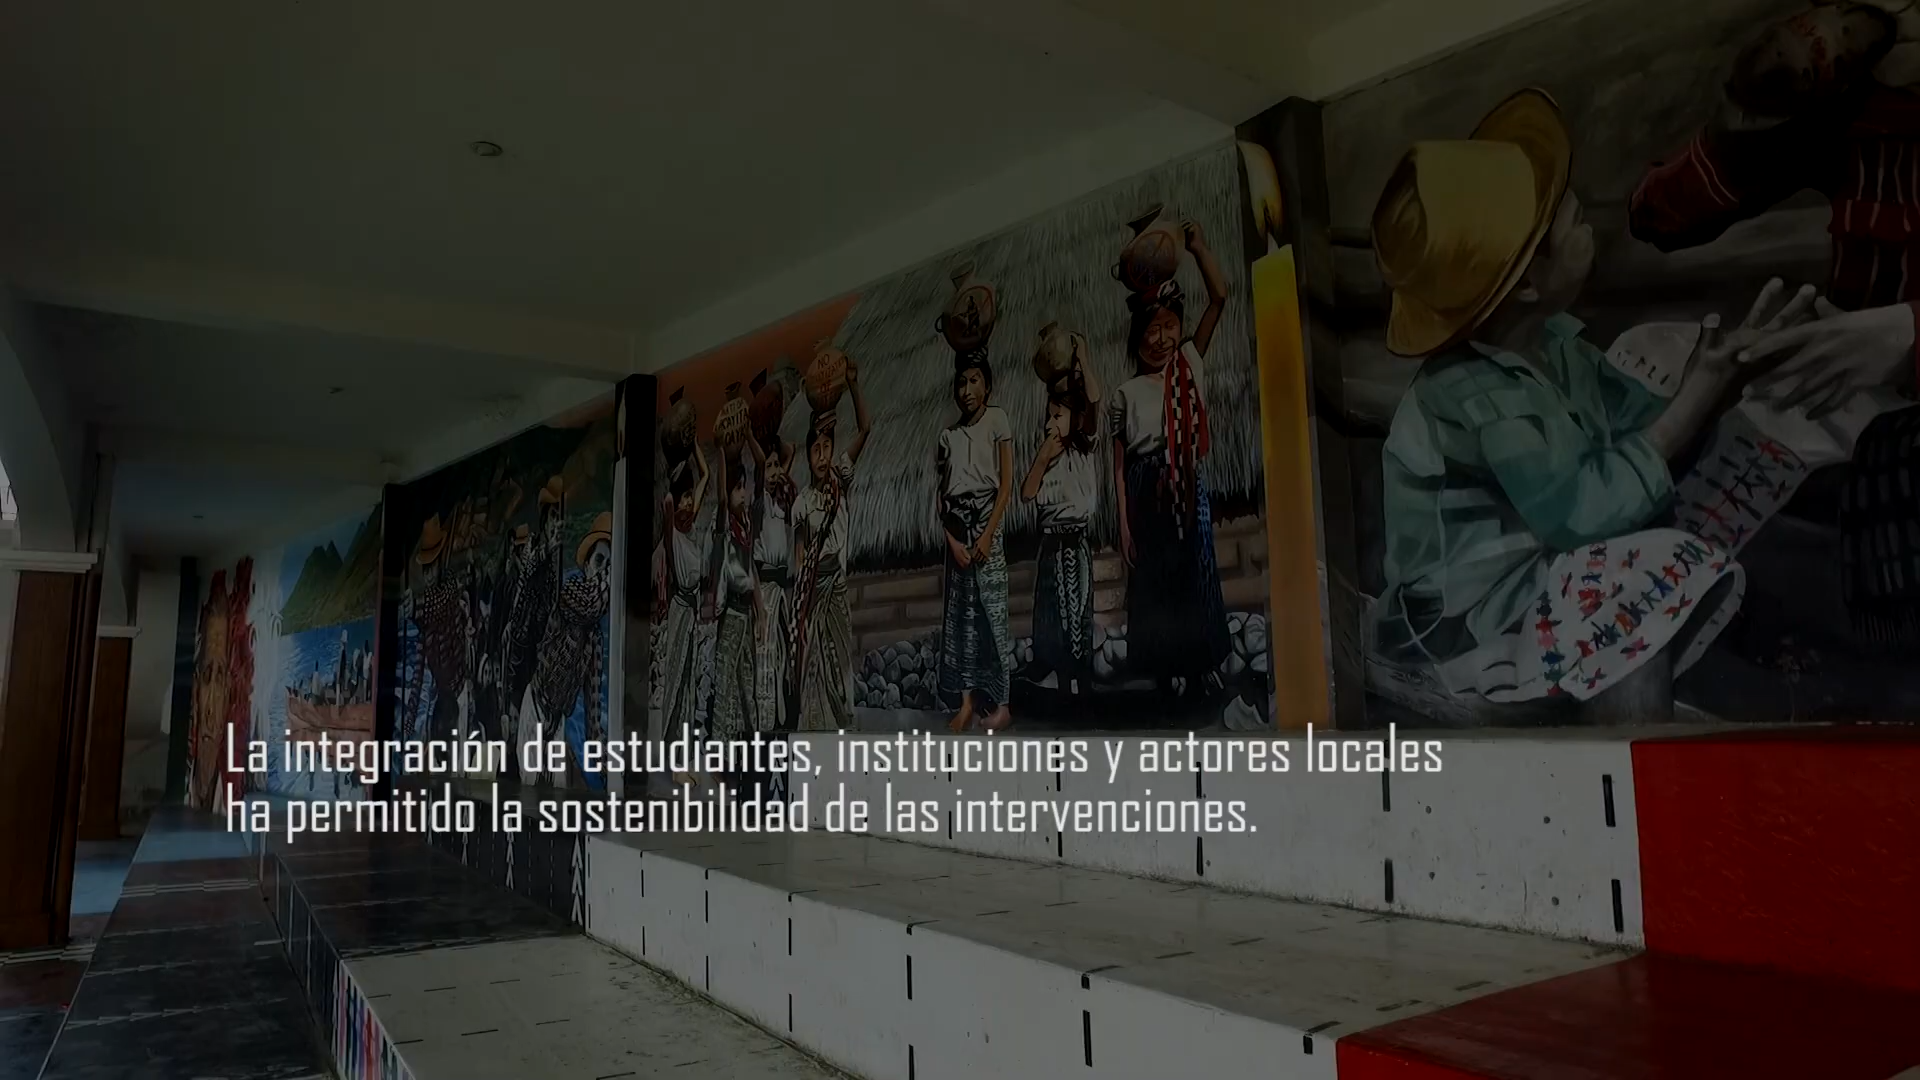 La integración de estudiantes, instituciones y actores locales
ha permitido la sostenibilidad de las intervenciones.